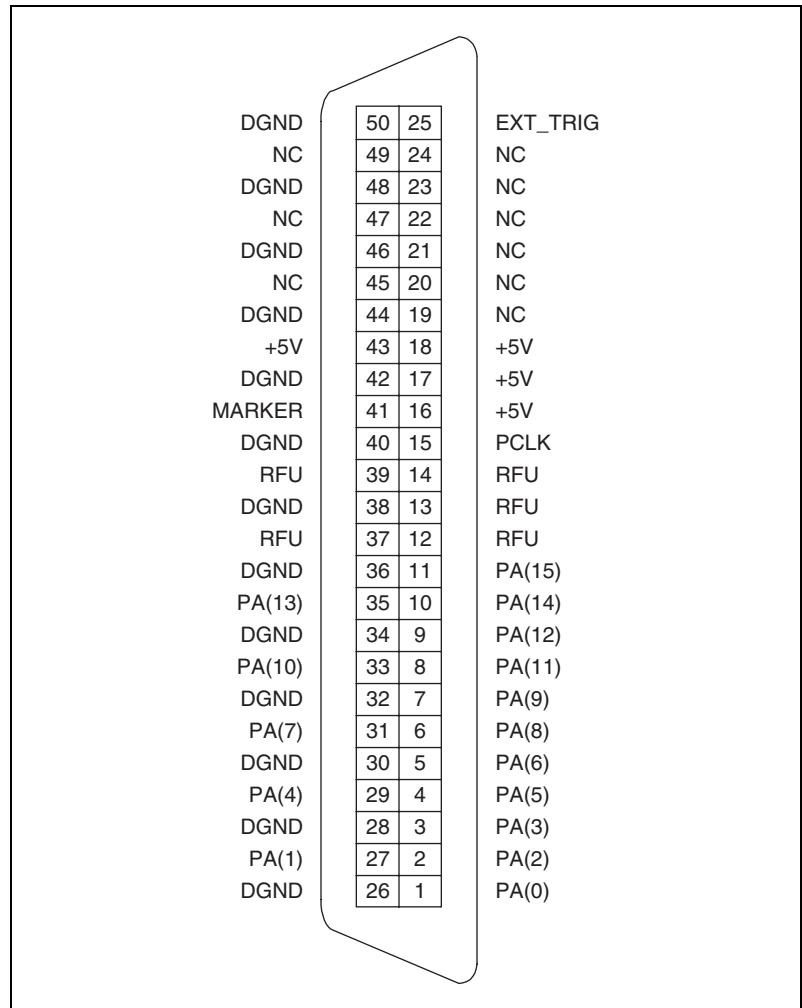 DGND 50 25 EXT_TRIG
NC 49 24 NC
DGND 48 23 NC
NC 47 22 NC
DGND 46 21 NC
NC 45 20 NC
DGND 44 19 NC
+5V 43 18 +5V
DGND 42 17 +5V
MARKER 41 16 +5V
DGND 40 15 PCLK
RFU 39 14 RFU
DGND 38 13 RFU
RFU 37 12 RFU
DGND 36 11 PA(15)
PA(13) 35 10 PA(14)
DGND 34 9 PA(12)
PA(10) 33 8 PA(11)
DGND 32 7 PA(9)
PA(7) 31 6 PA(8)
DGND 30 5 PA(6)
PA(4) 29 4 PA(5)
DGND 28 3 PA(3)
PA(1) 27 2 PA(2)
DGND 26 1 PA(0)